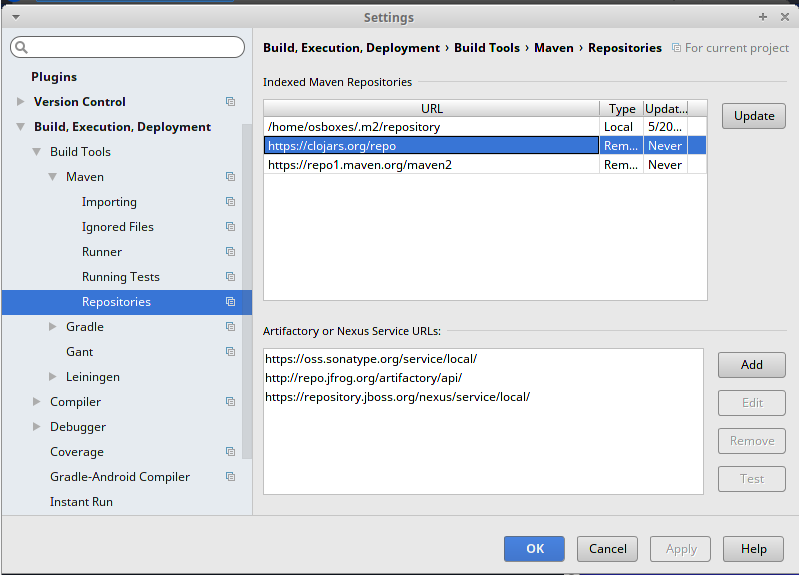 Settings
Build, Execution, Deployment › Build Tools › Maven › Repositories For current project
Plugins
Version Control
Build, Execution, Deployment
Build Tools
Maven
Importing
Ignored Files
Runner
Running Tests
Repositories
Gradle
Gant
Leiningen
Compiler
Debugger
Coverage
Gradle-Android Compiler
Instant Run
Indexed Maven Repositories
URL Type Updat...
/home/osboxes/.m2/repository Local 5/20...
https://clojars.org/repo Rem... Never
https://repo1.maven.org/maven2 Rem... Never
Update
Artifactory or Nexus Service URLs:
https://oss.sonatype.org/service/local/
http://repo.jfrog.org/artifactory/api/
https://repository.jboss.org/nexus/service/local/
Add
Edit
Remove
Test
OK Cancel Apply Help